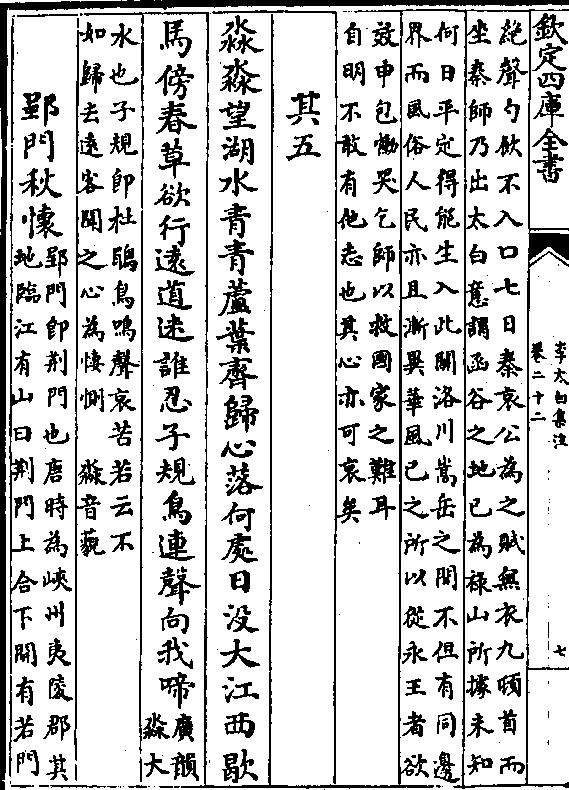 欽定四庫全書
李太白集注
卷二十二
七
絶聲勺飲不入口七日秦哀公為之賦無衣九頓首而
坐秦師乃出太白意謂函谷之地已為祿山所據未知
何日平定得能生入此關洛川嵩岳之間不但有同邊
界而風俗人民亦且漸異華風已之所以從永王者欲
效申包慟哭乞師以救國家之難耳
自明不敢有他志也其心亦可哀矣
其五
淼淼望湖水青青蘆葉齊歸心落何處日没大江西歇
馬傍春草欲行遠道迷誰忍子規鳥連聲向我啼
廣韻
淼大
水也子規即杜鵑鳥鳴聲哀苦若云不
如歸去遠客聞之心為悽惻 淼音藐
郢門秋懷
郢門即荆門也唐時為峽州夷陵郡其
地臨江有山曰荆門上合下開有若門